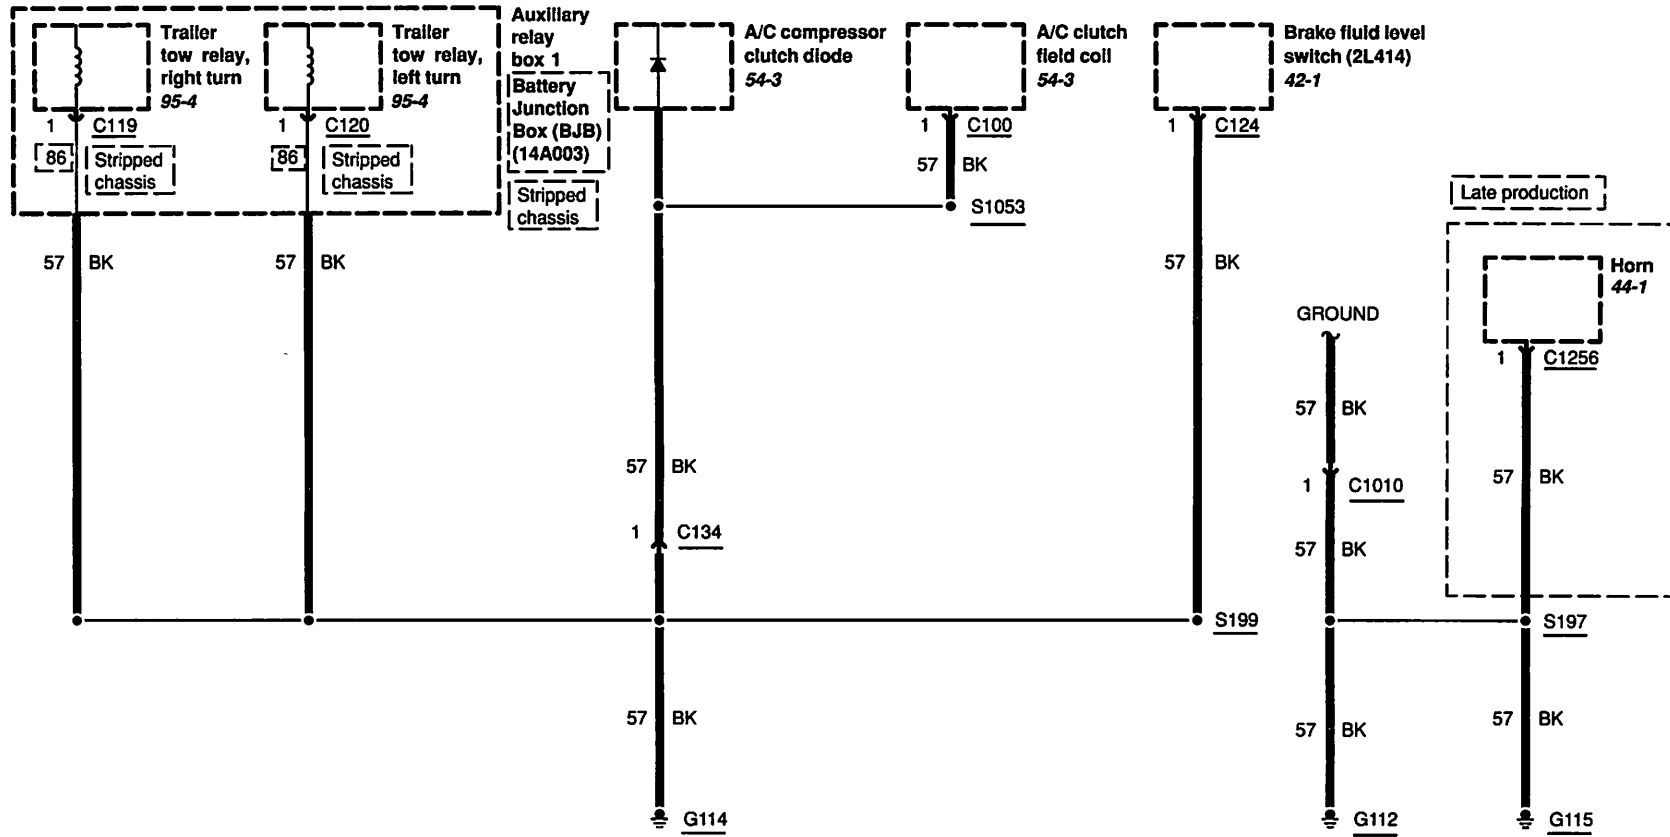 Trailer
tow relay,
right turn
95-4
1 C119
86
Stripped
chassis
Trailer
tow relay,
left turn
95-4
1 C120
86
Stripped
chassis
Auxiliary
relay
box 1
Battery
Junction
Box (BJB)
(14A003)
Stripped
chassis
A/C compressor
clutch diode
54-3
A/C clutch
field coil
54-3
1 C100
57 BK
S1053
Brake fluid level
switch (2L414)
42-1
1 C124
Late production
57 BK
57 BK
57 BK
Horn
44-1
GROUND
1 C1256
57 BK
57 BK
57 BK
1 C1010
1 C134
57 BK
S199
S197
57 BK
57 BK
57 BK
G114
G112
G115